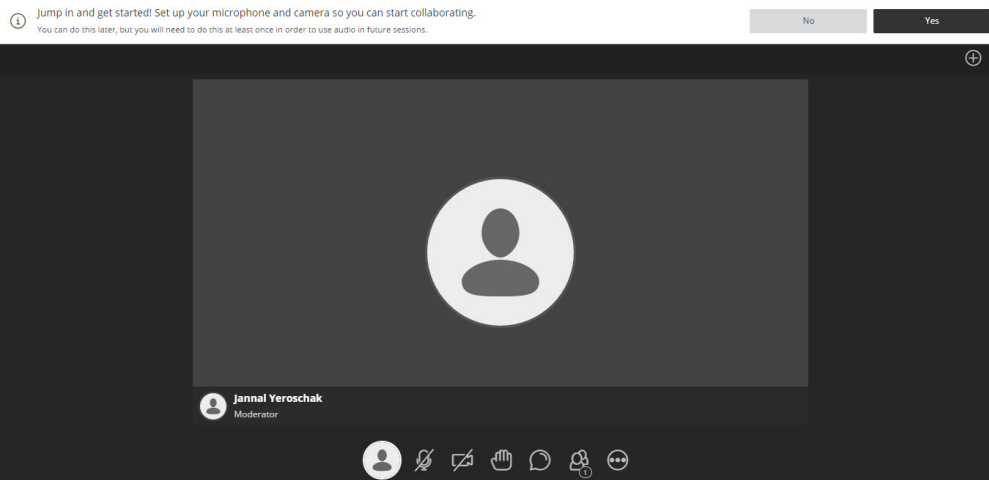 Jump in and get started! Set up your microphone and camera so you can start collaborating.
You can do this later, but you will need to do this at least once in order to use audio in future sessions.
No
Yes
Jannal Yeroschak
Moderator
1